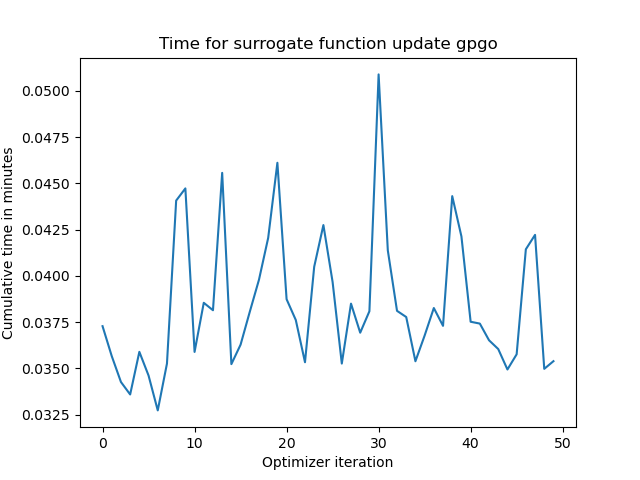 Time for surrogate function update gpgo
Cumulative time in minutes
0.0500
0.0475
0.0450
0.0425
0.0400
0.0375
0.0350
0.0325
0 10 20 30 40 50
Optimizer iteration